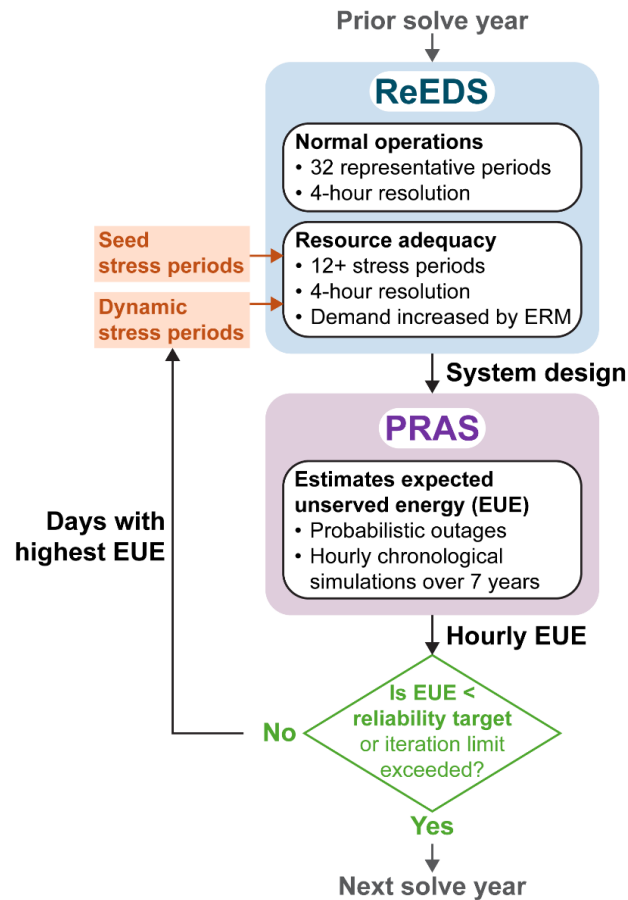 Prior solve year
ReEDS
Normal operations
• 32 representative periods
• 4-hour resolution
Seed
stress periods
Resource adequacy
• 12+ stress periods
• 4-hour resolution
• Demand increased by ERM
Dynamic
stress periods
System design
PRAS
Estimates expected
unserved energy (EUE)
• Probabilistic outages
• Hourly chronological
simulations over 7 years
Days with
highest EUE
Hourly EUE
Is EUE <
reliability target
or iteration limit
exceeded?
No
Yes
Next solve year